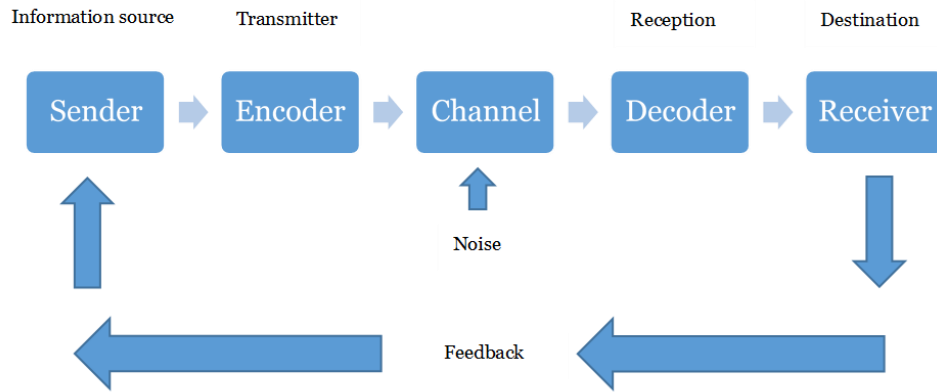 Information source
Transmitter
Reception
Destination
Sender
Encoder
Channel
Decoder
Receiver
Noise
Feedback